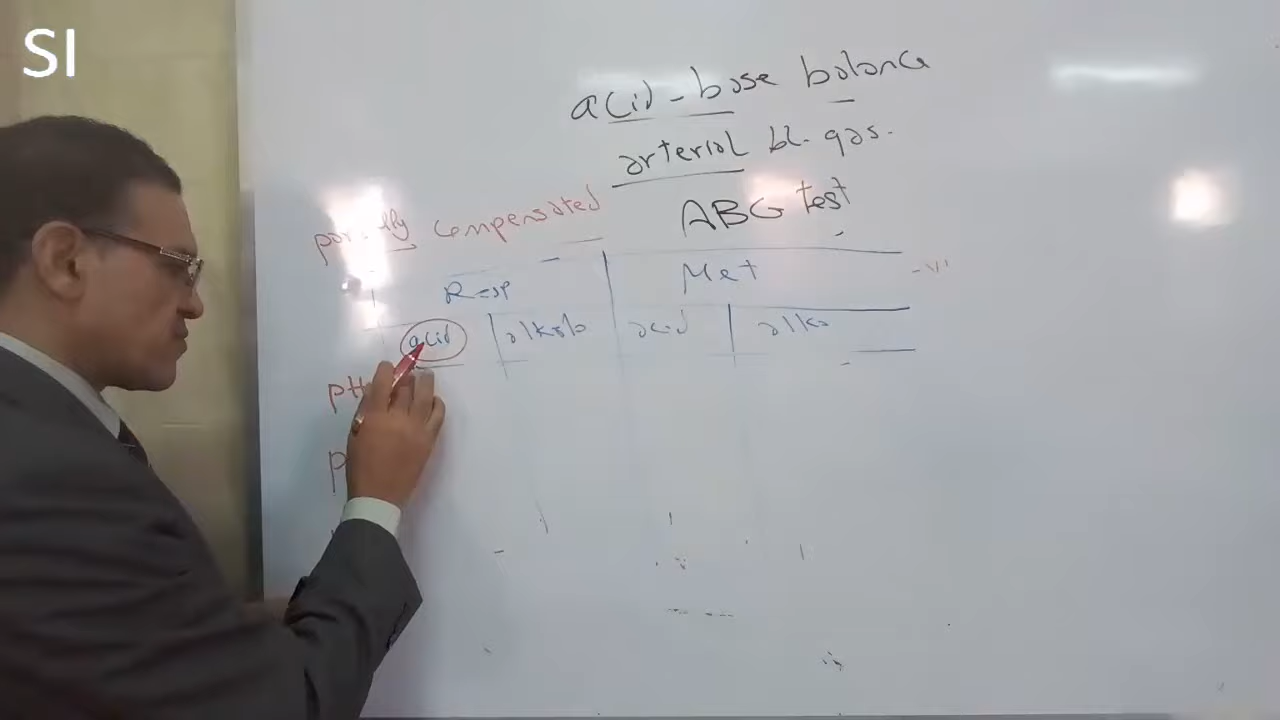 SI
acid-base balance
arterial bl. gas.
ABG test
partially compensated
Resp Met
acid alkalo acid alka
pH
P